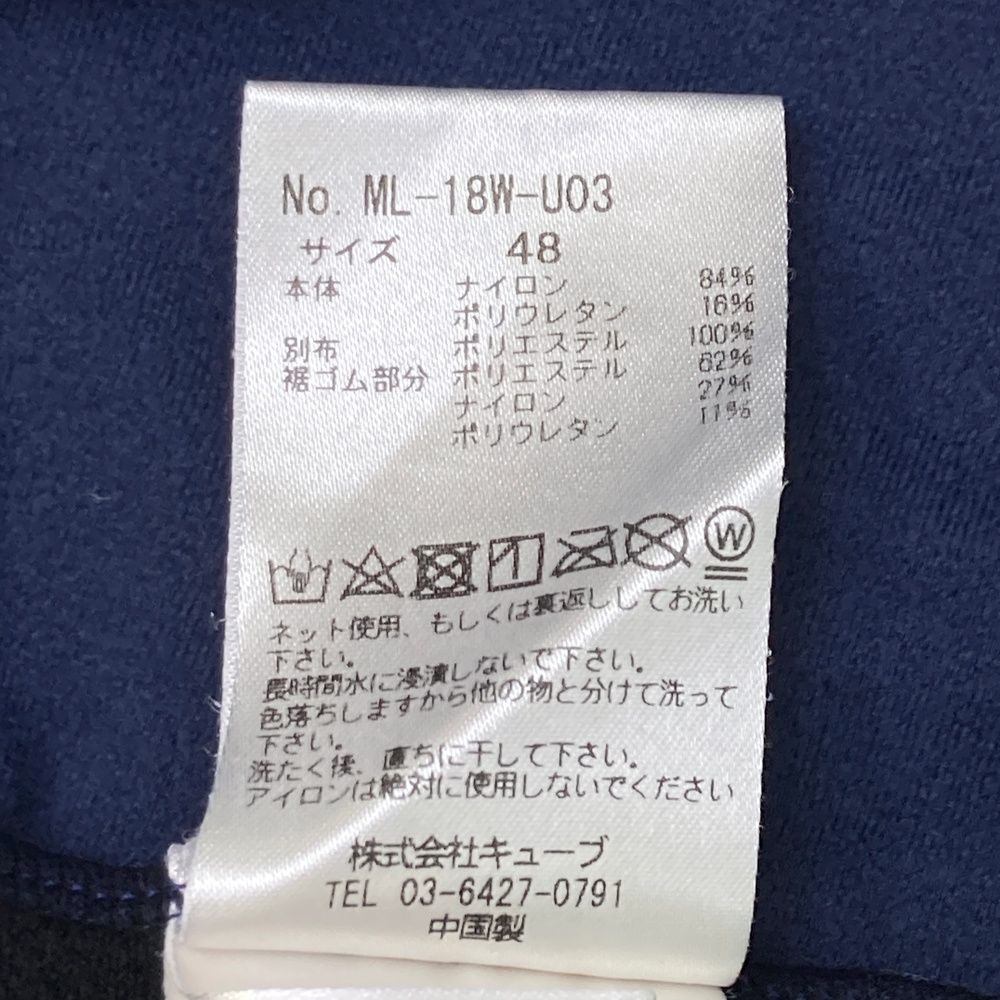 No. ML-18W-U03
サイズ 48
本体 ナイロン 84%
ポリウレタン 16%
別布 ポリエステル 100%
裾ゴム部分 ポリエステル 62%
ナイロン 27%
ポリウレタン 11%
W
ネット使用、もしくは裏返ししてお洗い
下さい。
長時間水に浸漬しないで下さい。
色落ちしますから他の物と分けて洗って
下さい。
洗たく後、直ちに干して下さい。
アイロンは絶対に使用しないでください
株式会社キューブ
TEL 03-6427-0791
中国製